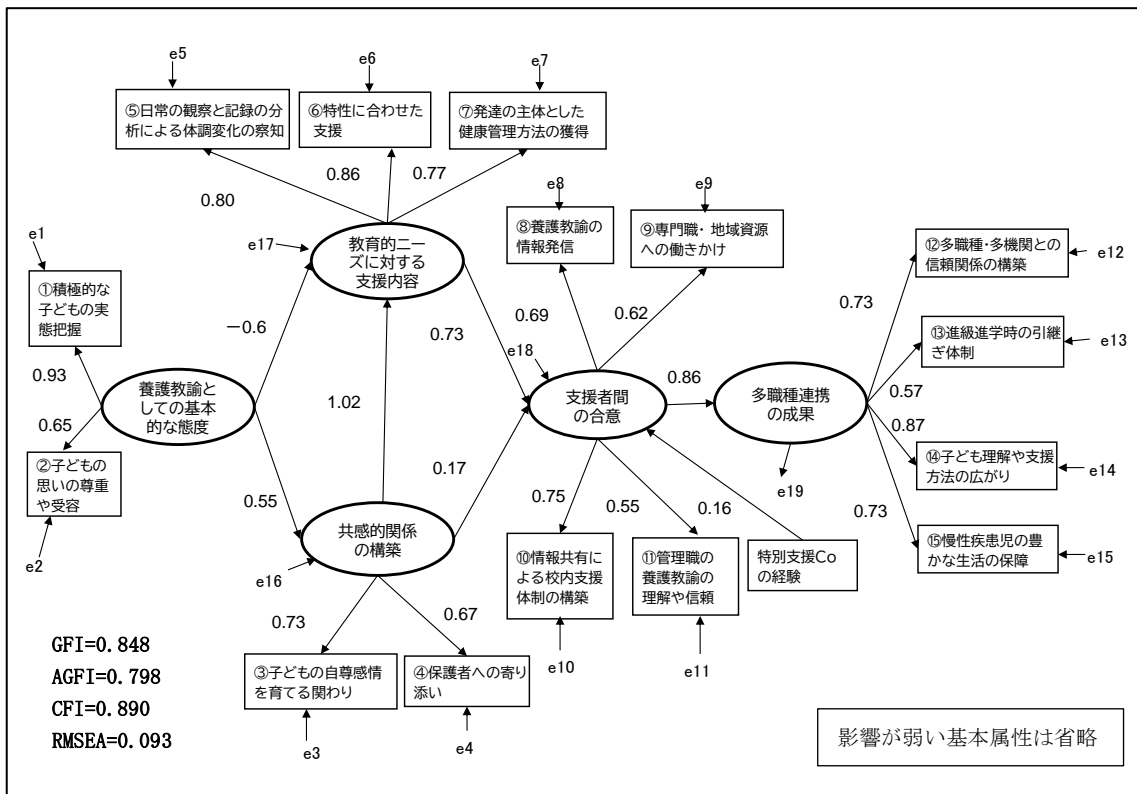 e5
e6
e7
⑤日常の観察と記録の分
析による体調変化の察知
⑥特性に合わせた
支援
⑦発達の主体とした
健康管理方法の獲得
0.80
0.86
0.77
e8
e9
⑧養護教諭の
情報発信
⑨専門職・地域資源
への働きかけ
e1
①積極的な
子どもの実
態把握
e17
教育的ニー
ズに対する
支援内容
⑫多職種・多機関との
信頼関係の構築
e12
0.93
−0.6
0.73
0.69
0.62
0.73
⑬進級進学時の引継
ぎ体制
e13
養護教諭と
しての基本
的な態度
0.65
1.02
e18
支援者間
の合意
0.86
多職種連携
の成果
0.57
0.87
②子どもの
思いの尊重
や受容
e2
0.55
0.17
e19
⑭子ども理解や支援
方法の広がり
e14
共感的関係
の構築
e16
0.75
0.55
0.16
0.73
⑩情報共有に
よる校内支援
体制の構築
⑪管理職の
養護教諭の
理解や信頼
特別支援Co
の経験
⑮慢性疾患児の豊
かな生活の保障
e15
0.73
0.67
e10
e11
③子どもの自尊感情
を育てる関わり
④保護者への寄り
添い
e3
e4
GFI=0.848
AGFI=0.798
CFI=0.890
RMSEA=0.093
影響が弱い基本属性は省略